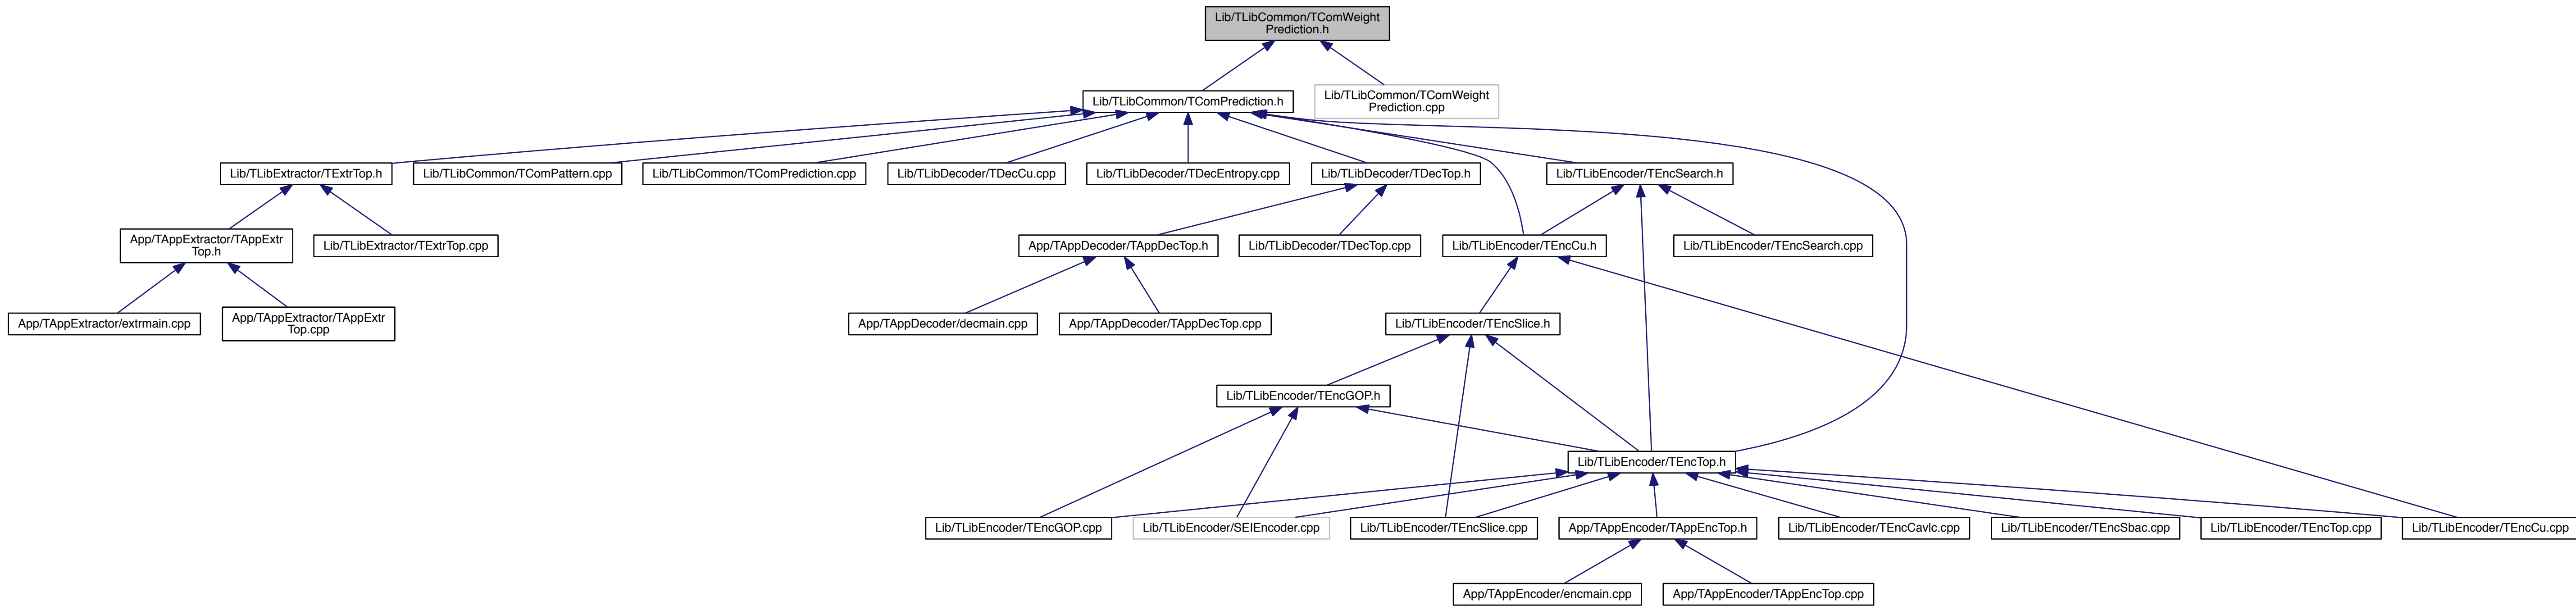 Lib/TLibCommon/TComWeight
Prediction.h
Lib/TLibCommon/TComPrediction.h
Lib/TLibCommon/TComWeight
Prediction.cpp
Lib/TLibExtractor/TExtrTop.h
Lib/TLibCommon/TComPattern.cpp
Lib/TLibCommon/TComPrediction.cpp
Lib/TLibDecoder/TDecCu.cpp
Lib/TLibDecoder/TDecEntropy.cpp
Lib/TLibDecoder/TDecTop.h
Lib/TLibEncoder/TEncSearch.h
App/TAppExtractor/TAppExtr
Top.h
Lib/TLibExtractor/TExtrTop.cpp
App/TAppDecoder/TAppDecTop.h
Lib/TLibDecoder/TDecTop.cpp
Lib/TLibEncoder/TEncCu.h
Lib/TLibEncoder/TEncSearch.cpp
App/TAppExtractor/extrmain.cpp
App/TAppExtractor/TAppExtr
Top.cpp
App/TAppDecoder/decmain.cpp
App/TAppDecoder/TAppDecTop.cpp
Lib/TLibEncoder/TEncSlice.h
Lib/TLibEncoder/TEncGOP.h
Lib/TLibEncoder/TEncTop.h
Lib/TLibEncoder/TEncGOP.cpp
Lib/TLibEncoder/SEIEncoder.cpp
Lib/TLibEncoder/TEncSlice.cpp
App/TAppEncoder/TAppEncTop.h
Lib/TLibEncoder/TEncCavlc.cpp
Lib/TLibEncoder/TEncSbac.cpp
Lib/TLibEncoder/TEncTop.cpp
Lib/TLibEncoder/TEncCu.cpp
App/TAppEncoder/encmain.cpp
App/TAppEncoder/TAppEncTop.cpp